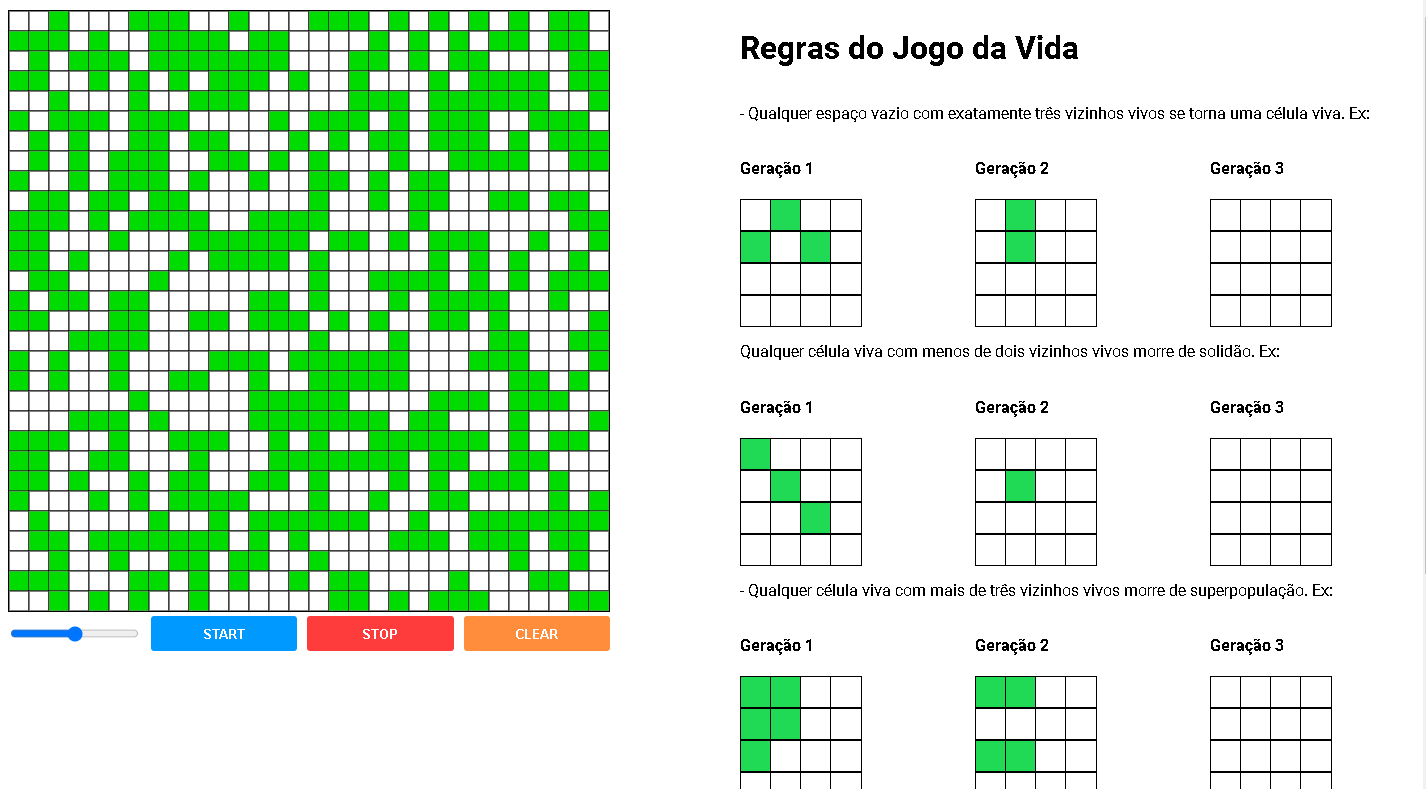 Regras do Jogo da Vida
- Qualquer espaço vazio com exatamente três vizinhos vivos se torna uma célula viva. Ex:
Geração 1 Geração 2 Geração 3
Qualquer célula viva com menos de dois vizinhos vivos morre de solidão. Ex:
Geração 1 Geração 2 Geração 3
- Qualquer célula viva com mais de três vizinhos vivos morre de superpopulação. Ex:
Geração 1 Geração 2 Geração 3
START STOP CLEAR